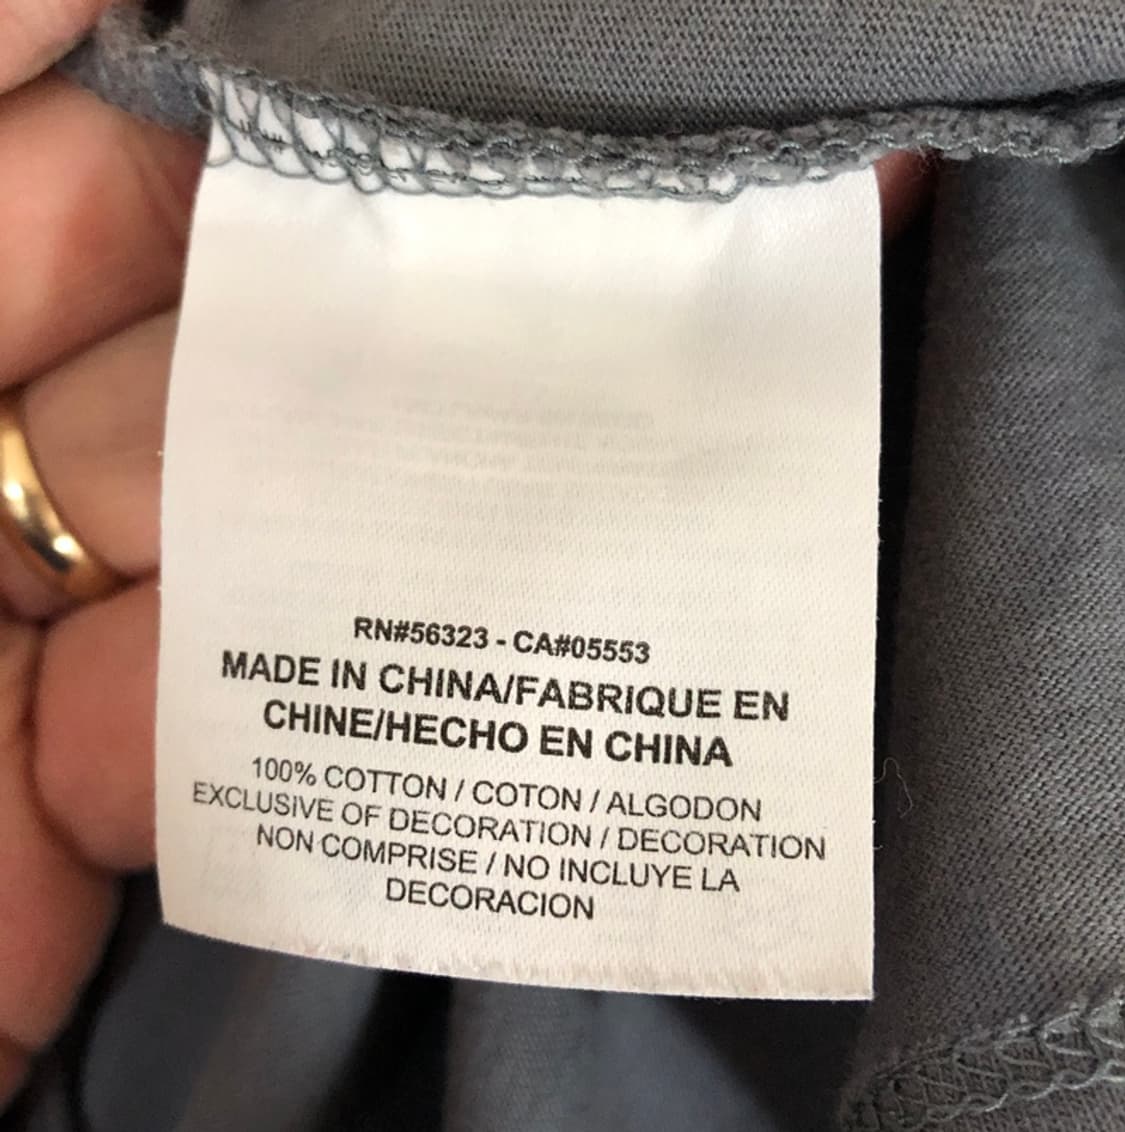 RN#56323 - CA#05553
MADE IN CHINA/FABRIQUE EN
CHINE/HECHO EN CHINA
100% COTTON / COTON / ALGODON
EXCLUSIVE OF DECORATION / DECORATION
NON COMPRISE / NO INCLUYE LA
DECORACION